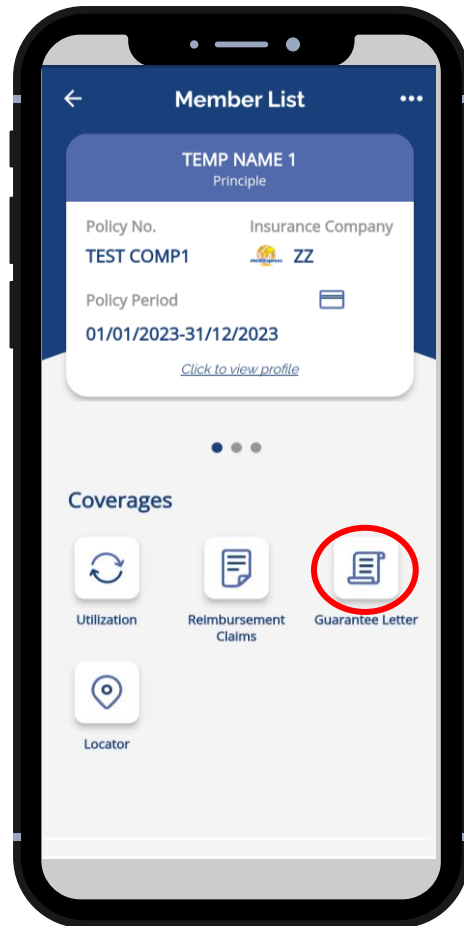 Member List
TEMP NAME 1
Principle
Policy No.
Insurance Company
TEST COMP1
ZZ
Policy Period
01/01/2023-31/12/2023
Click to view profile
Coverages
Utilization
Reimbursement
Claims
Guarantee Letter
Locator